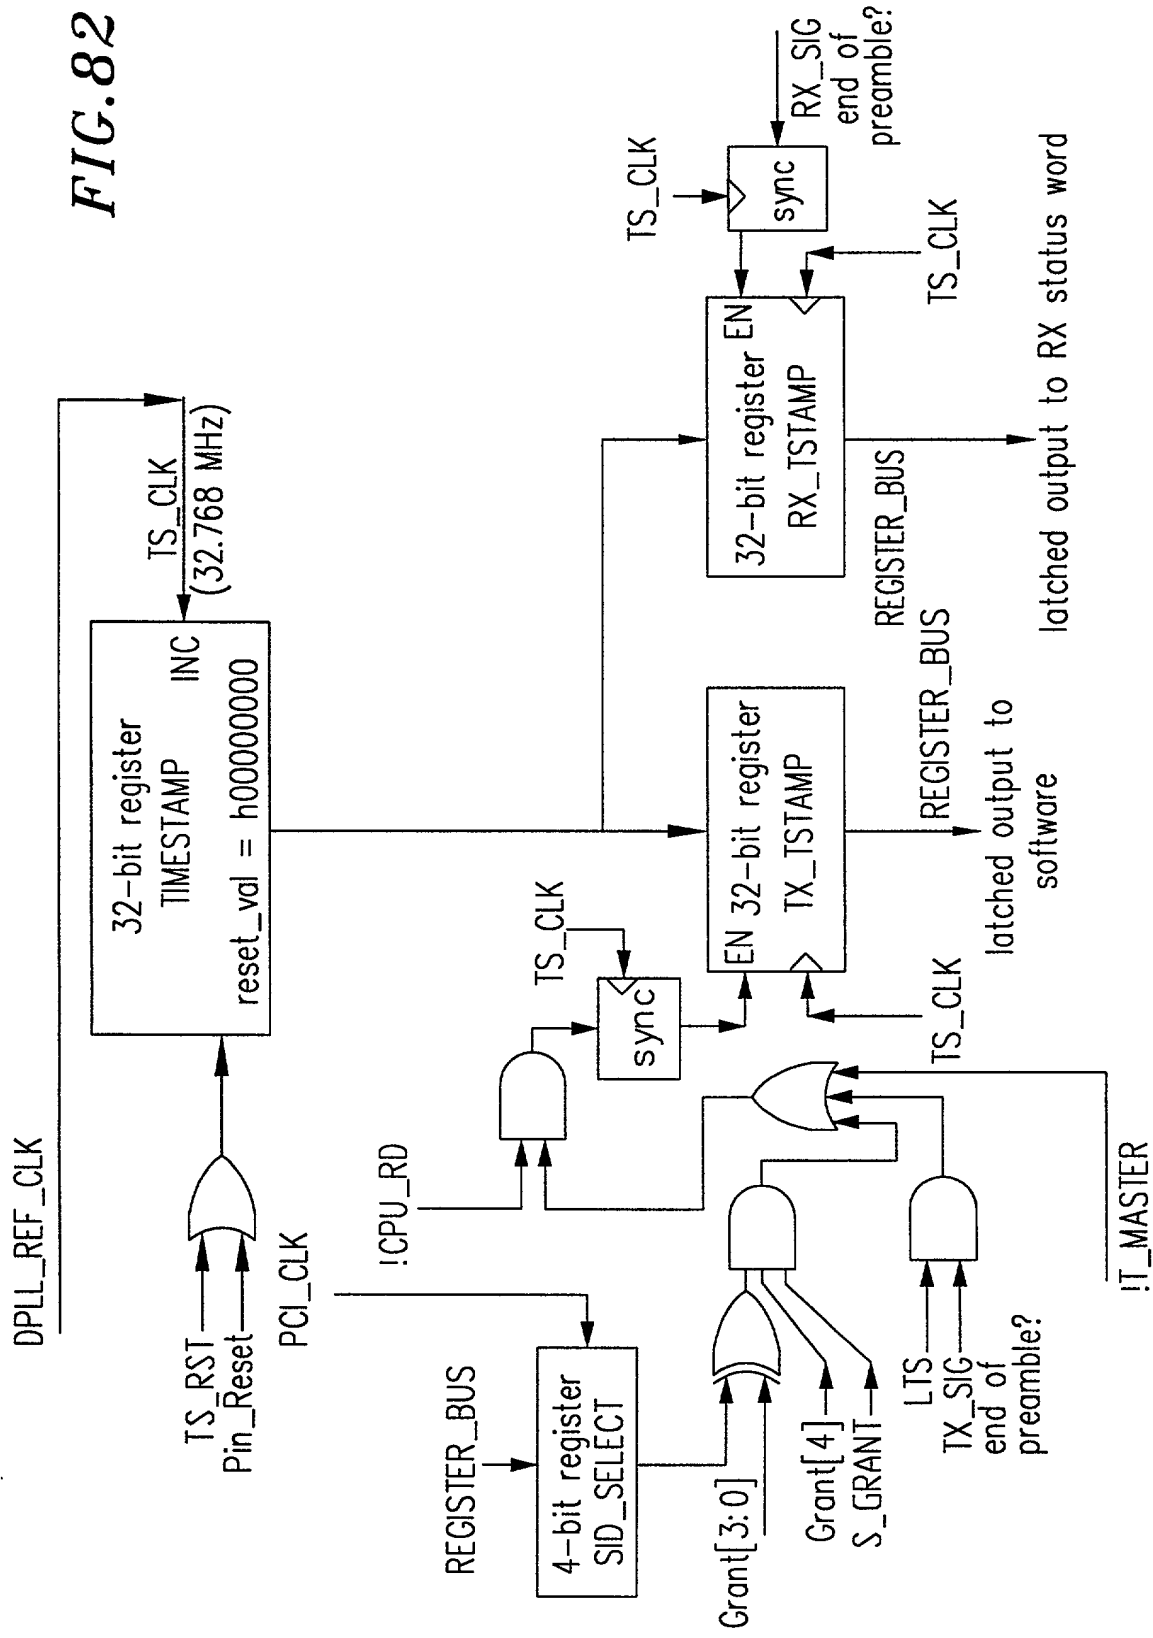 FIG.82
DPLL_REF_CLK
TS_RST
Pin_Reset
32-bit register
TIMESTAMP
INC
reset_val = h00000000
TS_CLK
(32.768 MHz)
PCI_CLK
!CPU_RD
REGISTER_BUS
4-bit register
SID_SELECT
Grant[3:0]
Grant[4]
S_GRANT
LTS
TX_SIG
end of
preamble?
!T_MASTER
TS_CLK
sync
EN
32-bit register
TX_TSTAMP
TS_CLK
REGISTER_BUS
latched output to
software
32-bit register
RX_TSTAMP
EN
TS_CLK
sync
RX_SIG
end of
preamble?
TS_CLK
REGISTER_BUS
latched output to RX status word